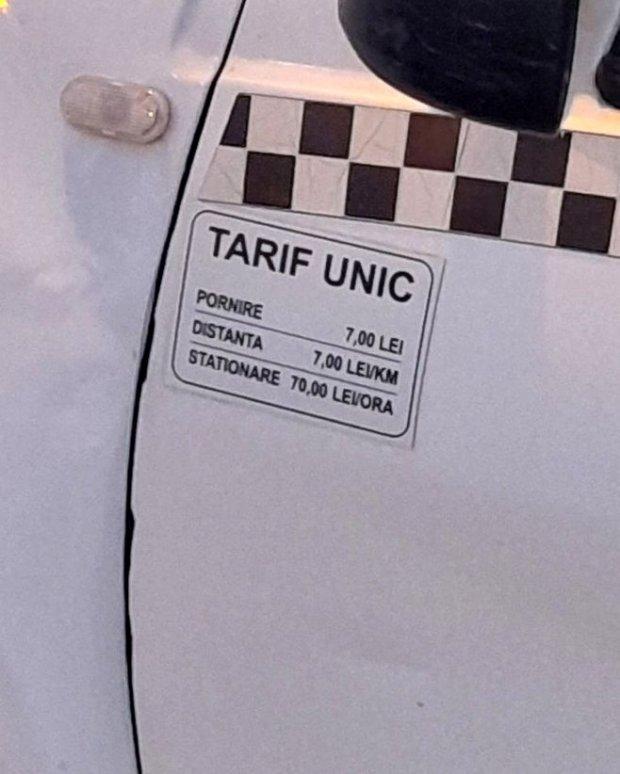 TARIF UNIC
PORNIRE 7,00 LEI
DISTANTA 7,00 LEI/KM
STATIONARE 70,00 LEI/ORA